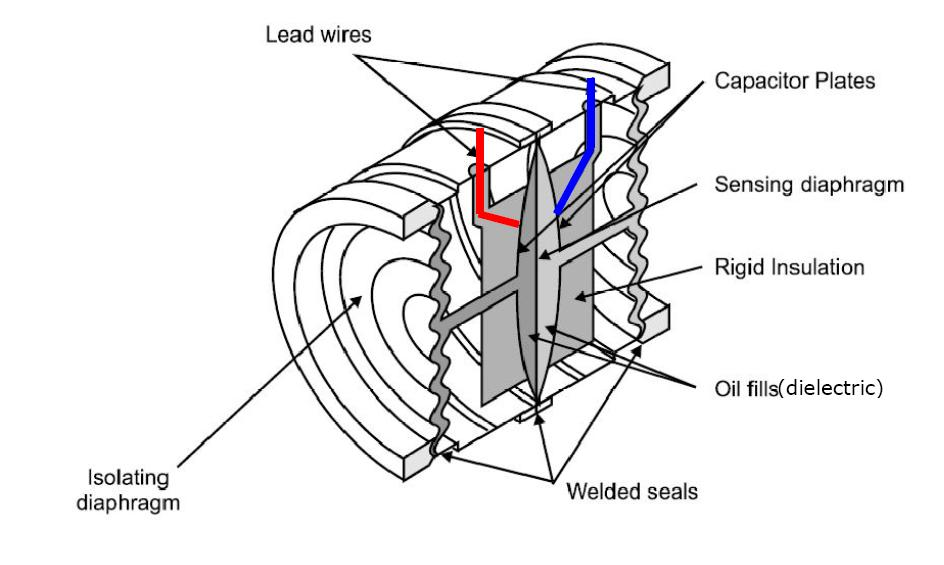 Lead wires
Capacitor Plates
Sensing diaphragm
Rigid Insulation
Oil fills(dielectric)
Isolating
diaphragm
Welded seals